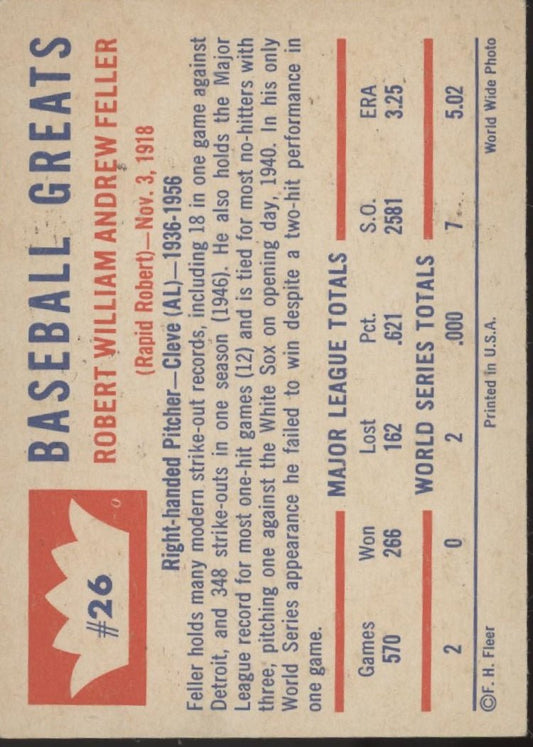 #26
BASEBALL GREATS
ROBERT WILLIAM ANDREW FELLER
(Rapid Robert)—Nov. 3, 1918
Right-handed Pitcher—Cleve (AL)—1936-1956
Feller holds many modern strike-out records, including 18 in one game against
Detroit, and 348 strike-outs in one season (1946). He also holds the Major
League record for most one-hit games (12) and is tied for most no-hitters with
three, pitching one against the White Sox on opening day, 1940. In his only
World Series appearance he failed to win despite a two-hit performance in
one game.
MAJOR LEAGUE TOTALS
Games Won Lost Pct. S.O. ERA
570 266 162 .621 2581 3.25
WORLD SERIES TOTALS
2 0 2 .000 7 5.02
©F. H. Fleer Printed in U.S.A. World Wide Photo